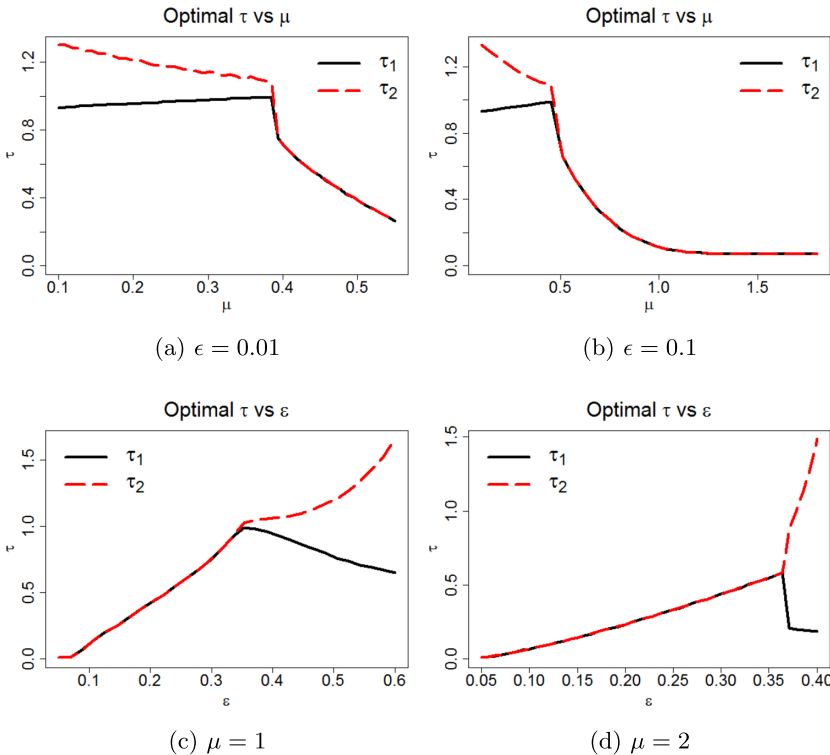 Optimal τ vs μ
τ
1.2
0.8
0.4
0.0
τ1
τ2
0.1 0.2 0.3 0.4 0.5
μ
(a) ϵ = 0.01
Optimal τ vs μ
τ
1.2
0.8
0.4
0.0
τ1
τ2
0.5 1.0 1.5
μ
(b) ϵ = 0.1
Optimal τ vs ε
τ
1.5
1.0
0.5
0.0
τ1
τ2
0.1 0.2 0.3 0.4 0.5 0.6
ε
(c) μ = 1
Optimal τ vs ε
τ
1.5
1.0
0.5
0.0
τ1
τ2
0.05 0.10 0.15 0.20 0.25 0.30 0.35 0.40
ε
(d) μ = 2